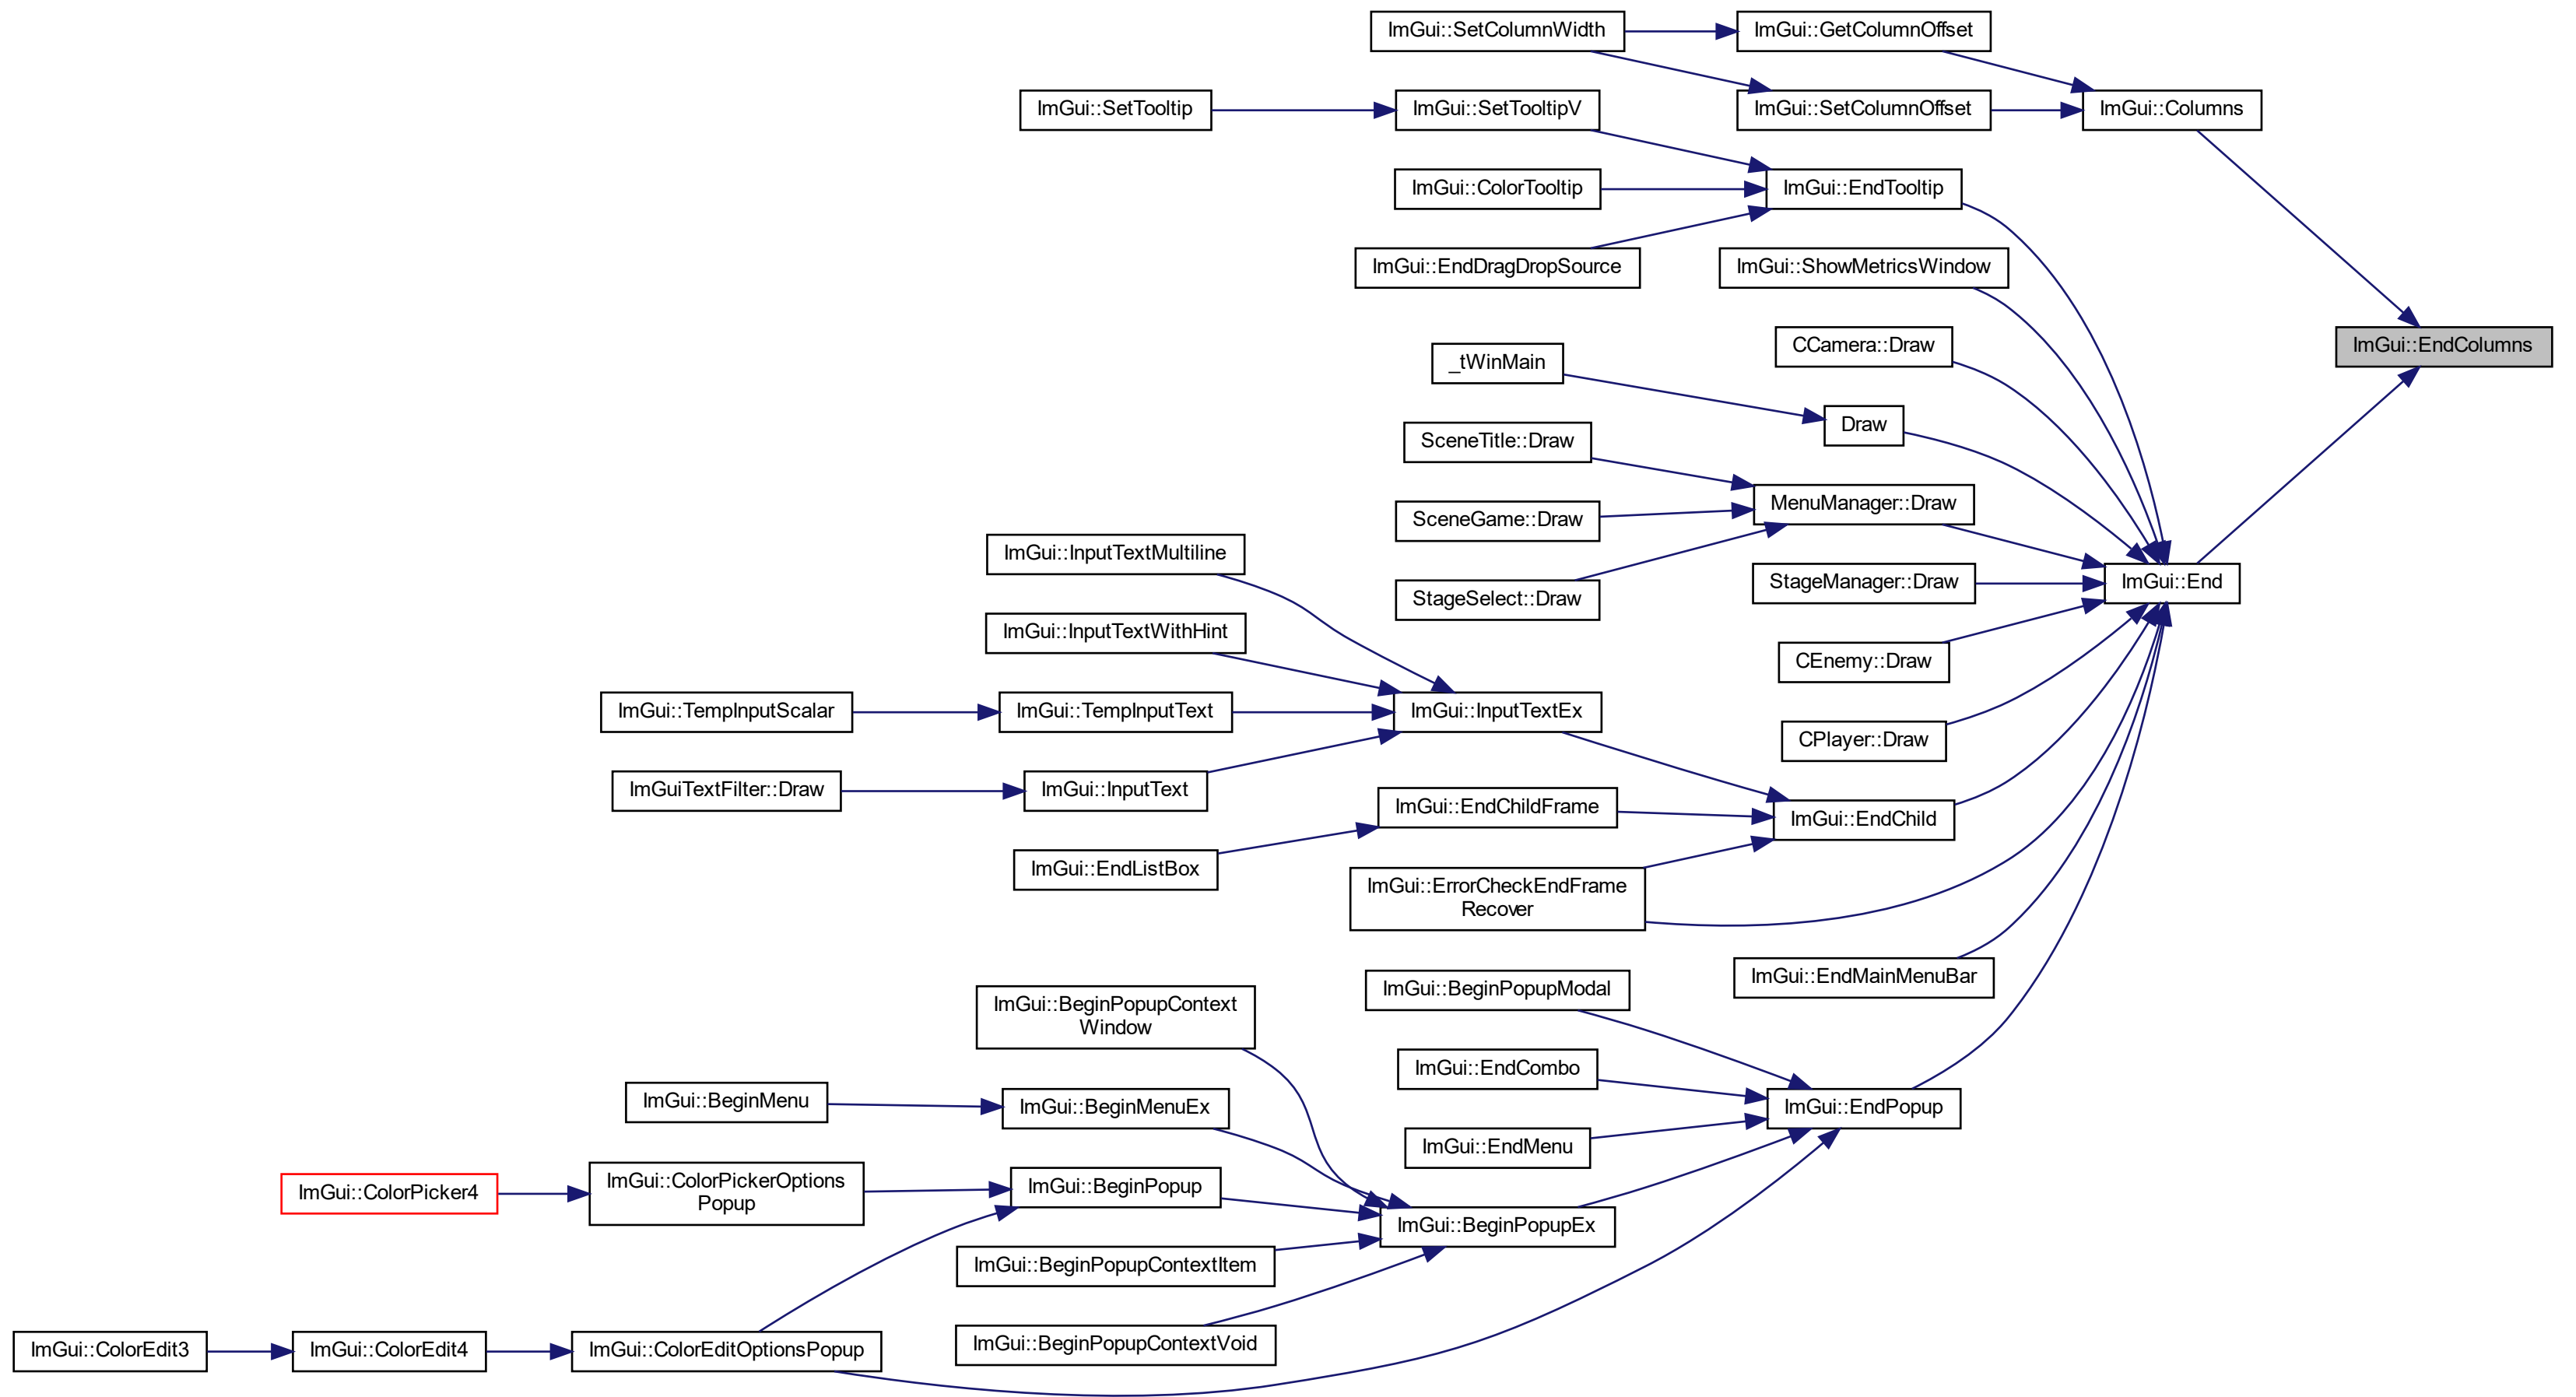 ImGui::SetColumnWidth
ImGui::GetColumnOffset
ImGui::SetTooltip
ImGui::SetTooltipV
ImGui::SetColumnOffset
ImGui::Columns
ImGui::ColorTooltip
ImGui::EndTooltip
ImGui::EndDragDropSource
ImGui::ShowMetricsWindow
CCamera::Draw
ImGui::EndColumns
_tWinMain
Draw
SceneTitle::Draw
MenuManager::Draw
SceneGame::Draw
ImGui::InputTextMultiline
StageSelect::Draw
StageManager::Draw
ImGui::End
ImGui::InputTextWithHint
CEnemy::Draw
ImGui::TempInputScalar
ImGui::TempInputText
ImGui::InputTextEx
CPlayer::Draw
ImGuiTextFilter::Draw
ImGui::InputText
ImGui::EndChildFrame
ImGui::EndChild
ImGui::EndListBox
ImGui::ErrorCheckEndFrame
Recover
ImGui::EndMainMenuBar
ImGui::BeginPopupModal
ImGui::BeginPopupContext
Window
ImGui::EndCombo
ImGui::BeginMenu
ImGui::BeginMenuEx
ImGui::EndPopup
ImGui::EndMenu
ImGui::ColorPicker4
ImGui::ColorPickerOptions
Popup
ImGui::BeginPopup
ImGui::BeginPopupEx
ImGui::BeginPopupContextItem
ImGui::BeginPopupContextVoid
ImGui::ColorEdit3
ImGui::ColorEdit4
ImGui::ColorEditOptionsPopup